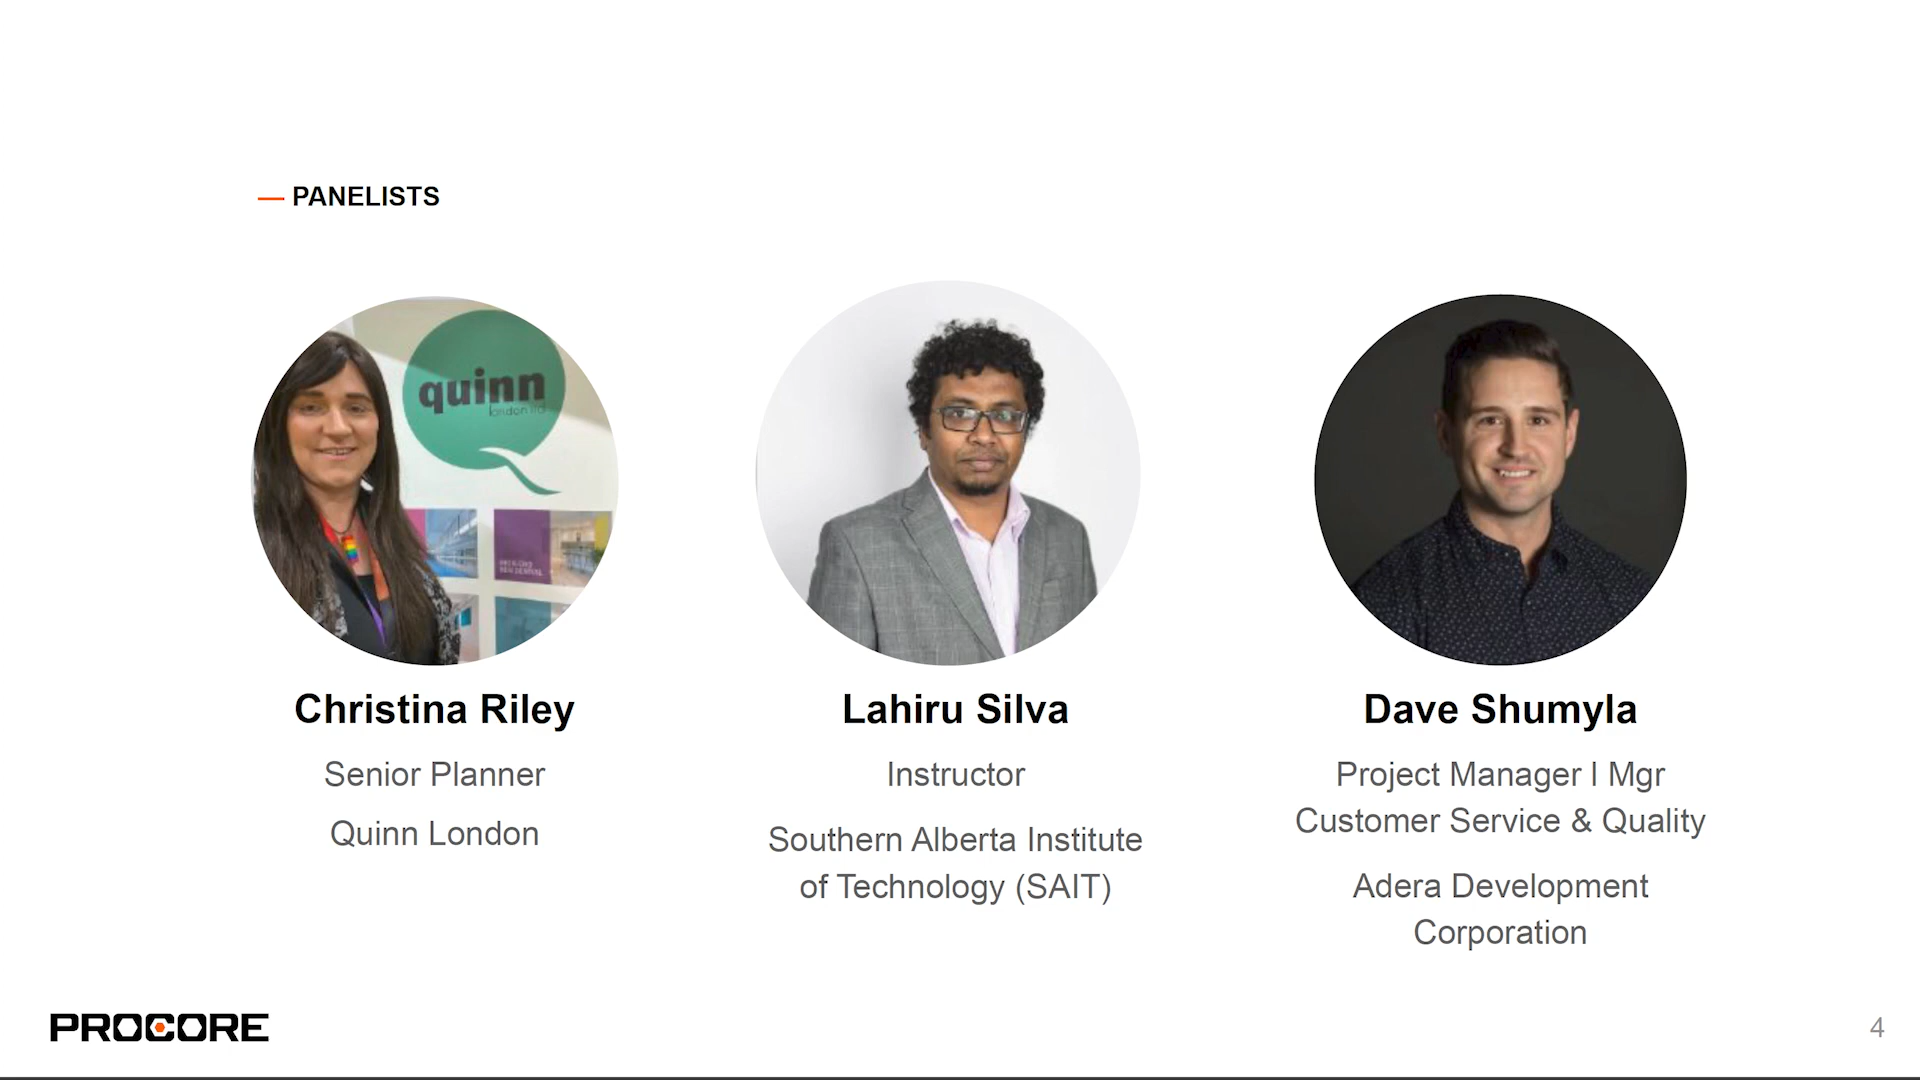 — PANELISTS
quinn
london ltd
Christina Riley
Senior Planner
Quinn London
Lahiru Silva
Instructor
Southern Alberta Institute
of Technology (SAIT)
Dave Shumyla
Project Manager l Mgr
Customer Service & Quality
Adera Development
Corporation
PROCORE
4